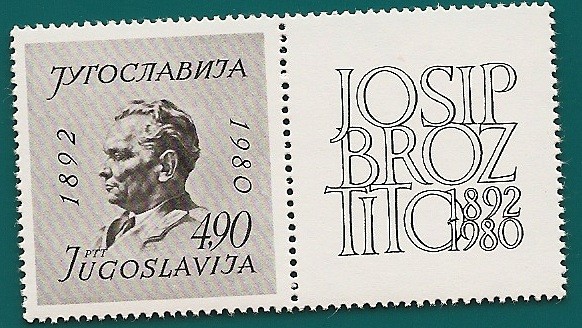 ЈУГОСЛАВИЈА
1892
1980
4,90
PTT
JUGOSLAVIJA
JOSIP
BROZ
TITO 1892
1980